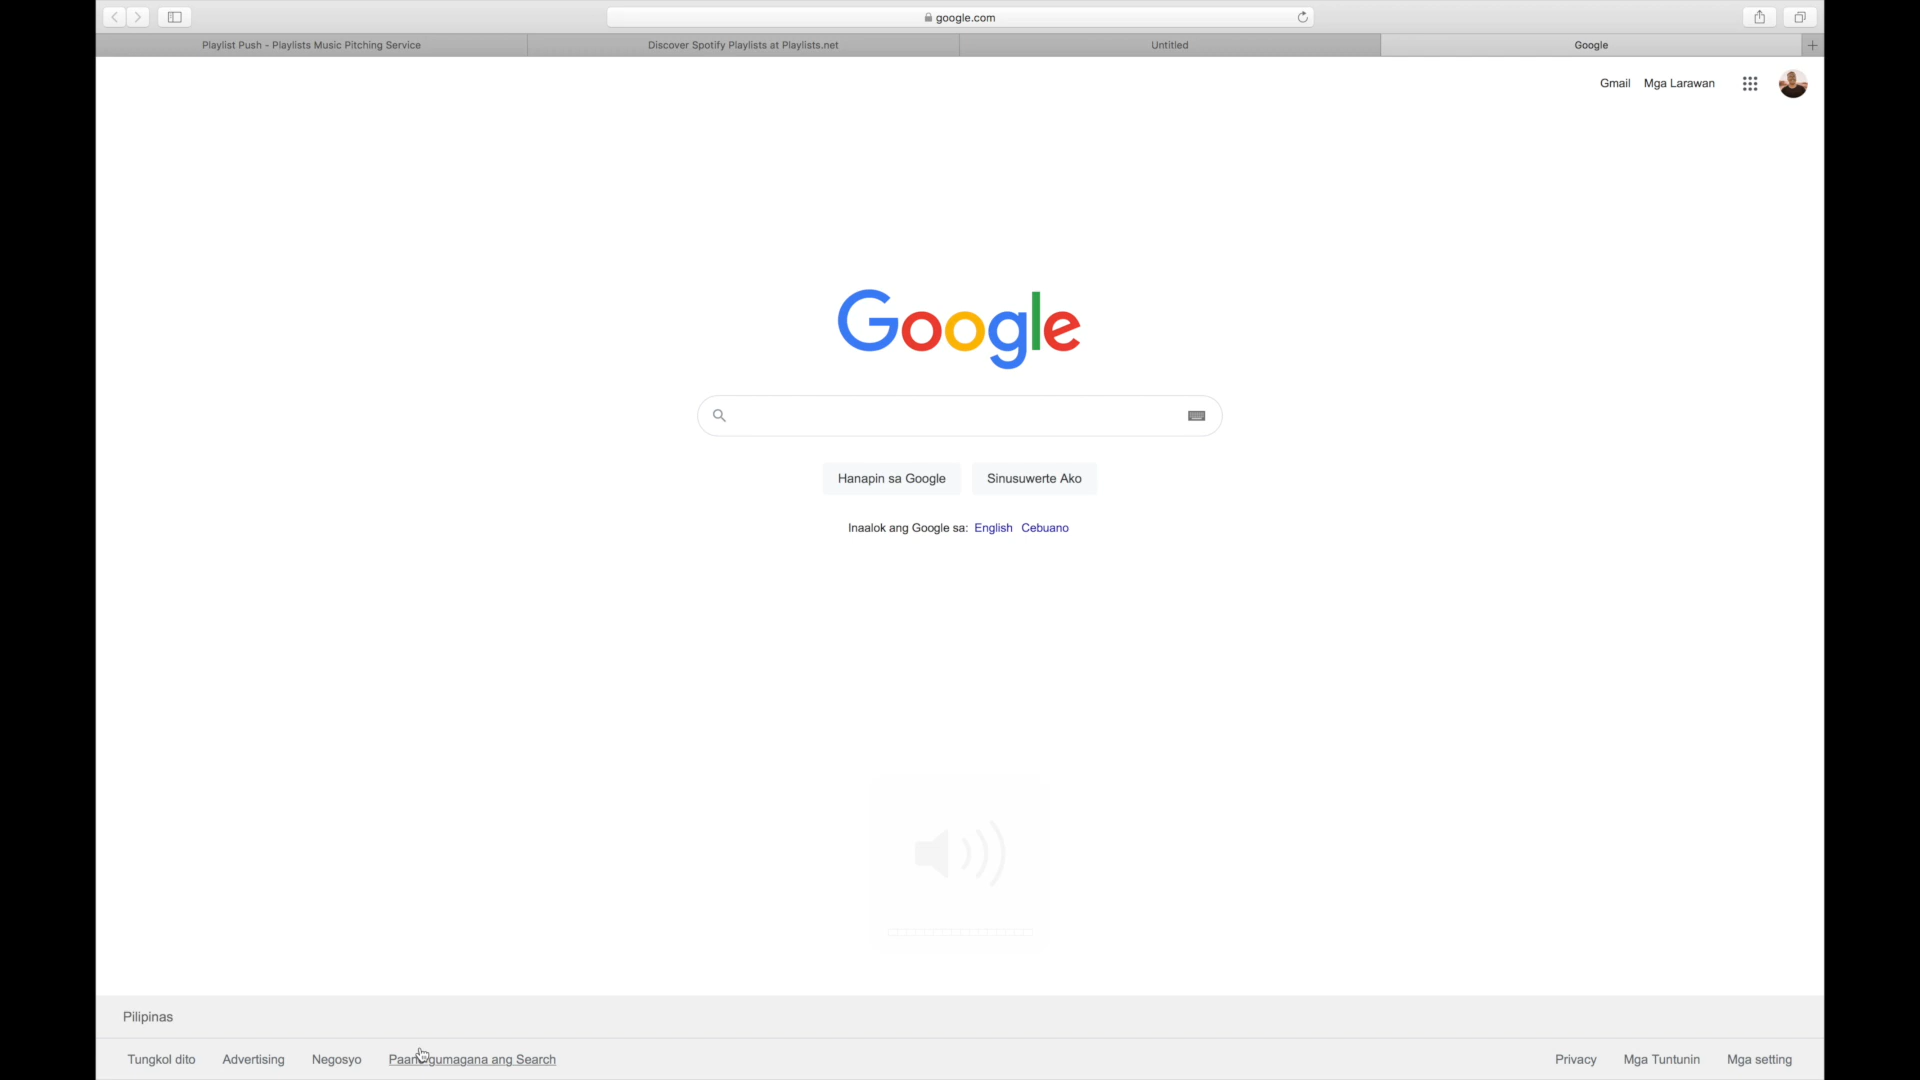 google.com
Playlist Push - Playlists Music Pitching Service
Discover Spotify Playlists at Playlists.net
Untitled
Google
Gmail Mga Larawan
Google
Hanapin sa Google
Sinusuwerte Ako
Inaalok ang Google sa: English Cebuano
Pilipinas
Tungkol dito Advertising Negosyo Paano gumagana ang Search
Privacy Mga Tuntunin Mga setting